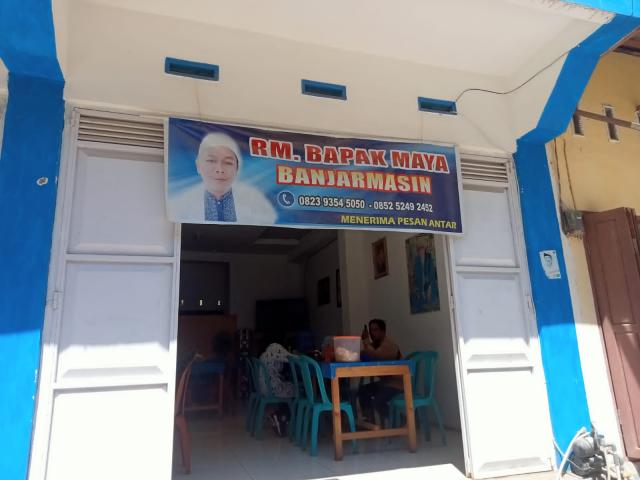 RM. BAPAK MAYA
BANJARMASIN
0823 9354 5050 - 0852 5249 2452
MENERIMA PESAN ANTAR